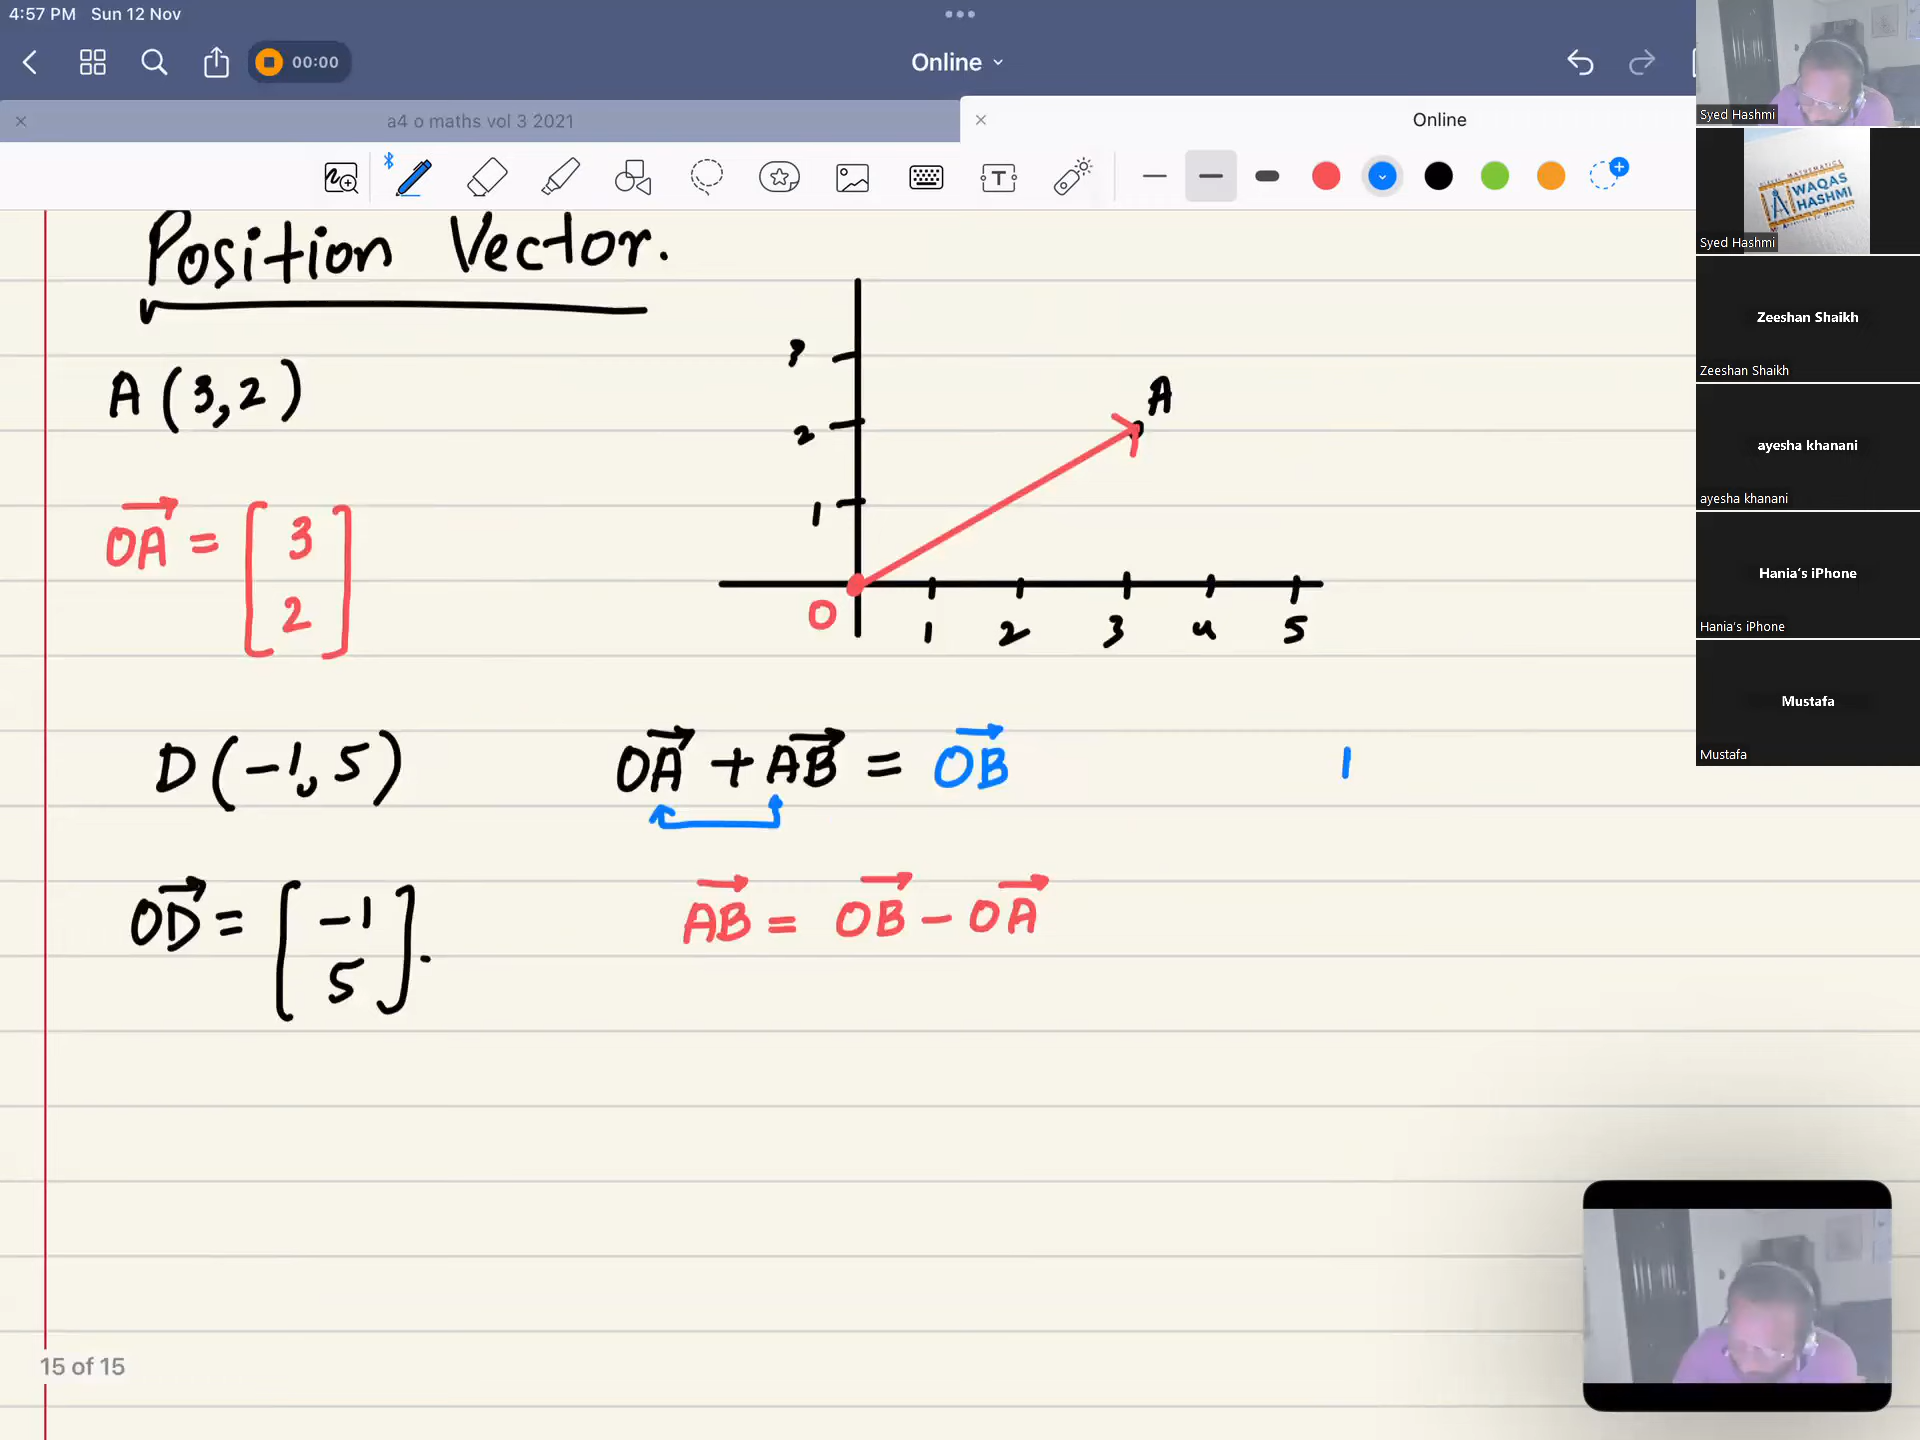 4:57 PM Sun 12 Nov
00:00
Online
a4 o maths vol 3 2021
Online
Position Vector.
A (3,2)
OA = [3
2]
3
2
1
A
O
1 2 3 4 5
D(-1,5)
OA + AB = OB
1
OD = [-1
5].
AB = OB - OA
15 of 15
Syed Hashmi
WAQAS
HASHMI
Syed Hashmi
Zeeshan Shaikh
Zeeshan Shaikh
ayesha khanani
ayesha khanani
Hania's iPhone
Hania's iPhone
Mustafa
Mustafa